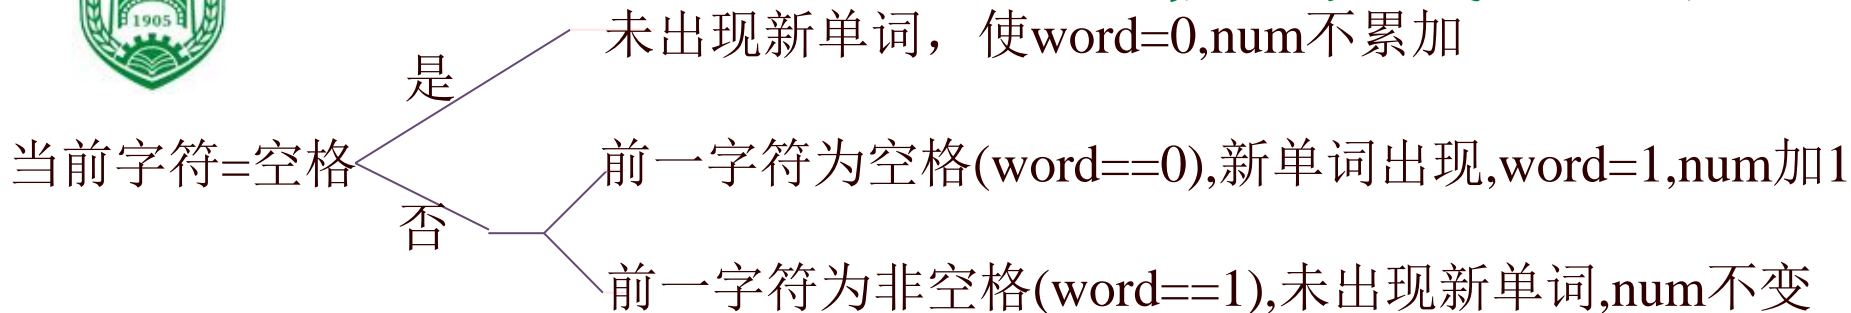 1905
未出现新单词，使word=0,num不累加
是
当前字符=空格
前一字符为空格(word==0),新单词出现,word=1,num加1
否
前一字符为非空格(word==1),未出现新单词,num不变